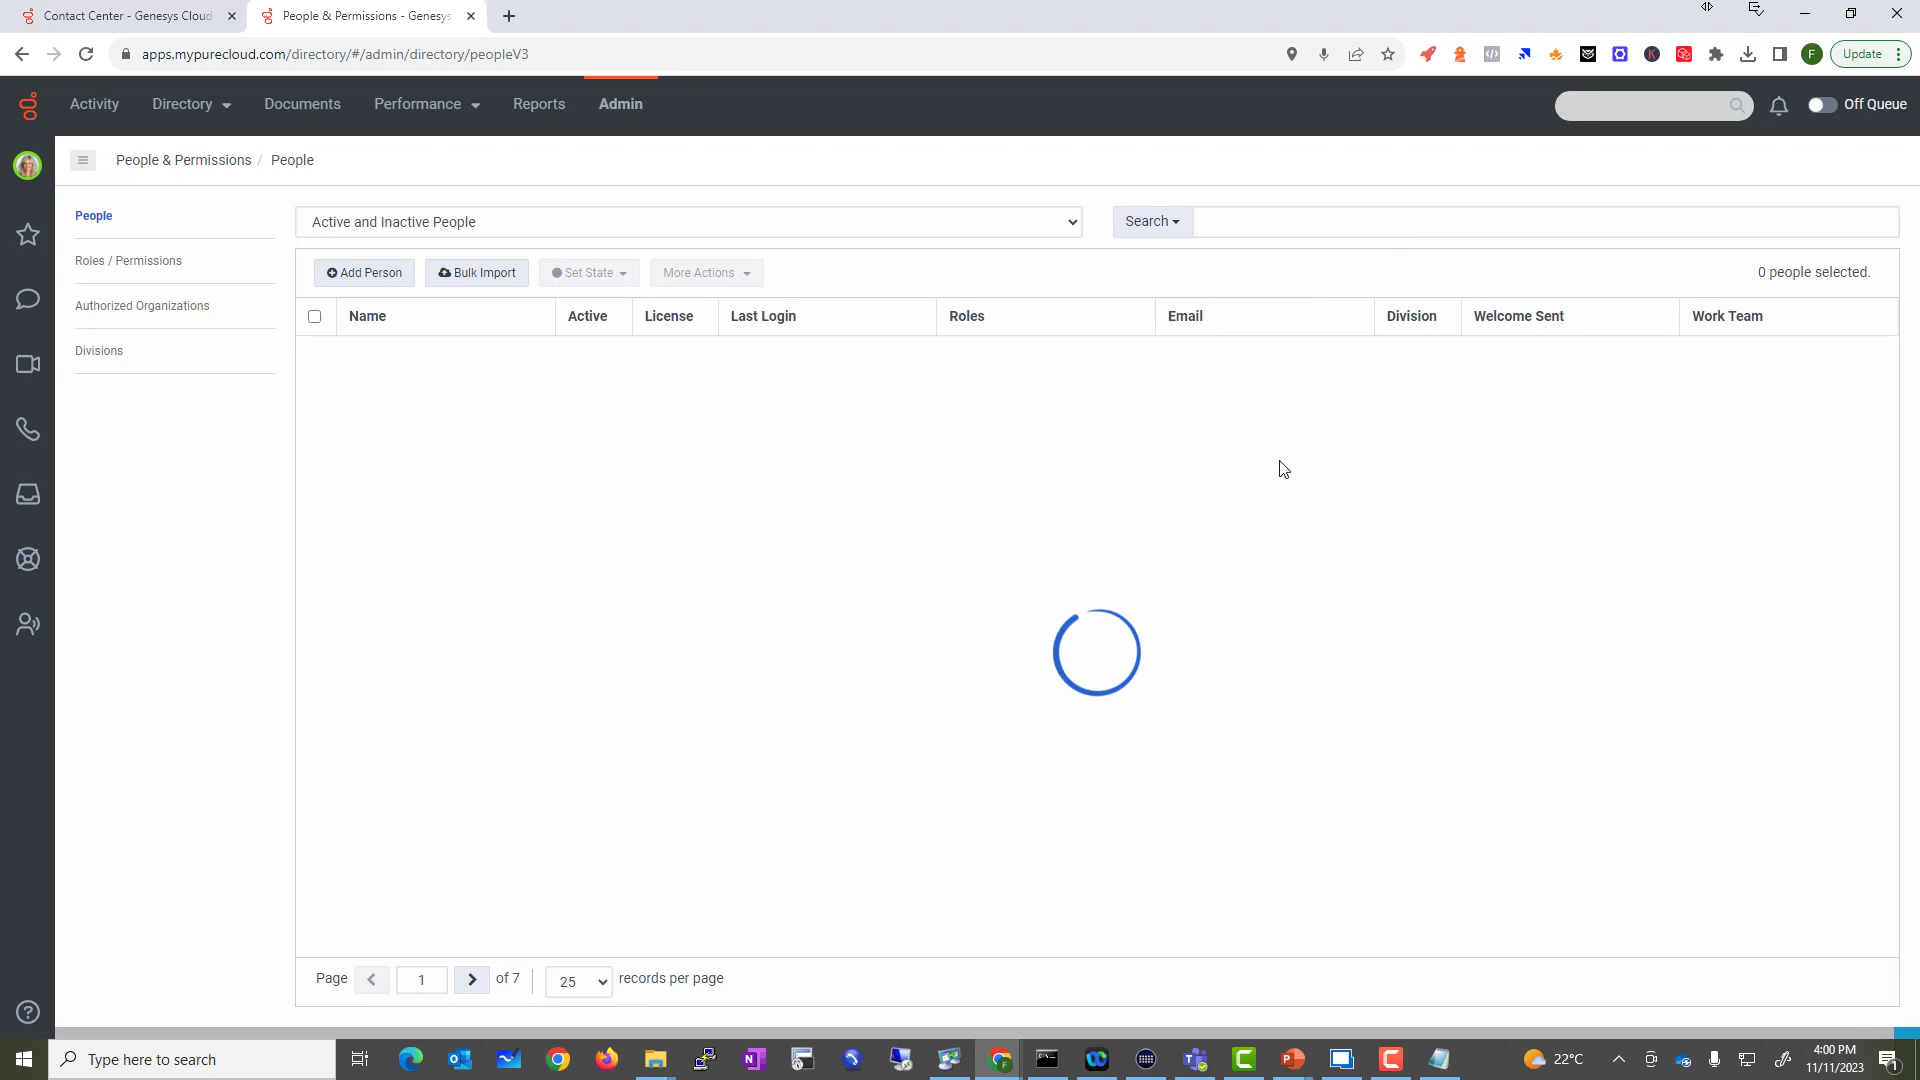 Contact Center - Genesys Cloud
People & Permissions - Genesys
apps.mypurecloud.com/directory/#/admin/directory/peopleV3
F
Update
Activity
Directory
Documents
Performance
Reports
Admin
Off Queue
People & Permissions / People
People
Roles / Permissions
Authorized Organizations
Divisions
Active and Inactive People
Search
Add Person
Bulk Import
Set State
More Actions
0 people selected.
Name
Active
License
Last Login
Roles
Email
Division
Welcome Sent
Work Team
Page
1
of 7
25
records per page
Type here to search
22°C
4:00 PM
11/11/2023
1